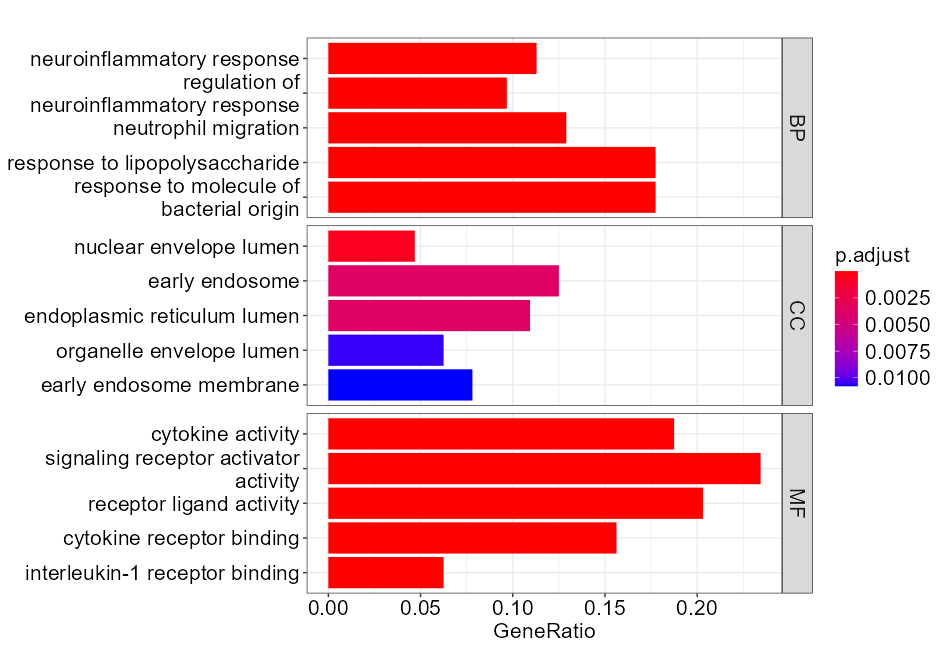 neuroinflammatory response
regulation of
neuroinflammatory response
neutrophil migration
response to lipopolysaccharide
response to molecule of
bacterial origin
BP
nuclear envelope lumen
early endosome
endoplasmic reticulum lumen
organelle envelope lumen
early endosome membrane
CC
cytokine activity
signaling receptor activator
activity
receptor ligand activity
cytokine receptor binding
interleukin-1 receptor binding
MF
0.00 0.05 0.10 0.15 0.20
GeneRatio
p.adjust
0.0025
0.0050
0.0075
0.0100